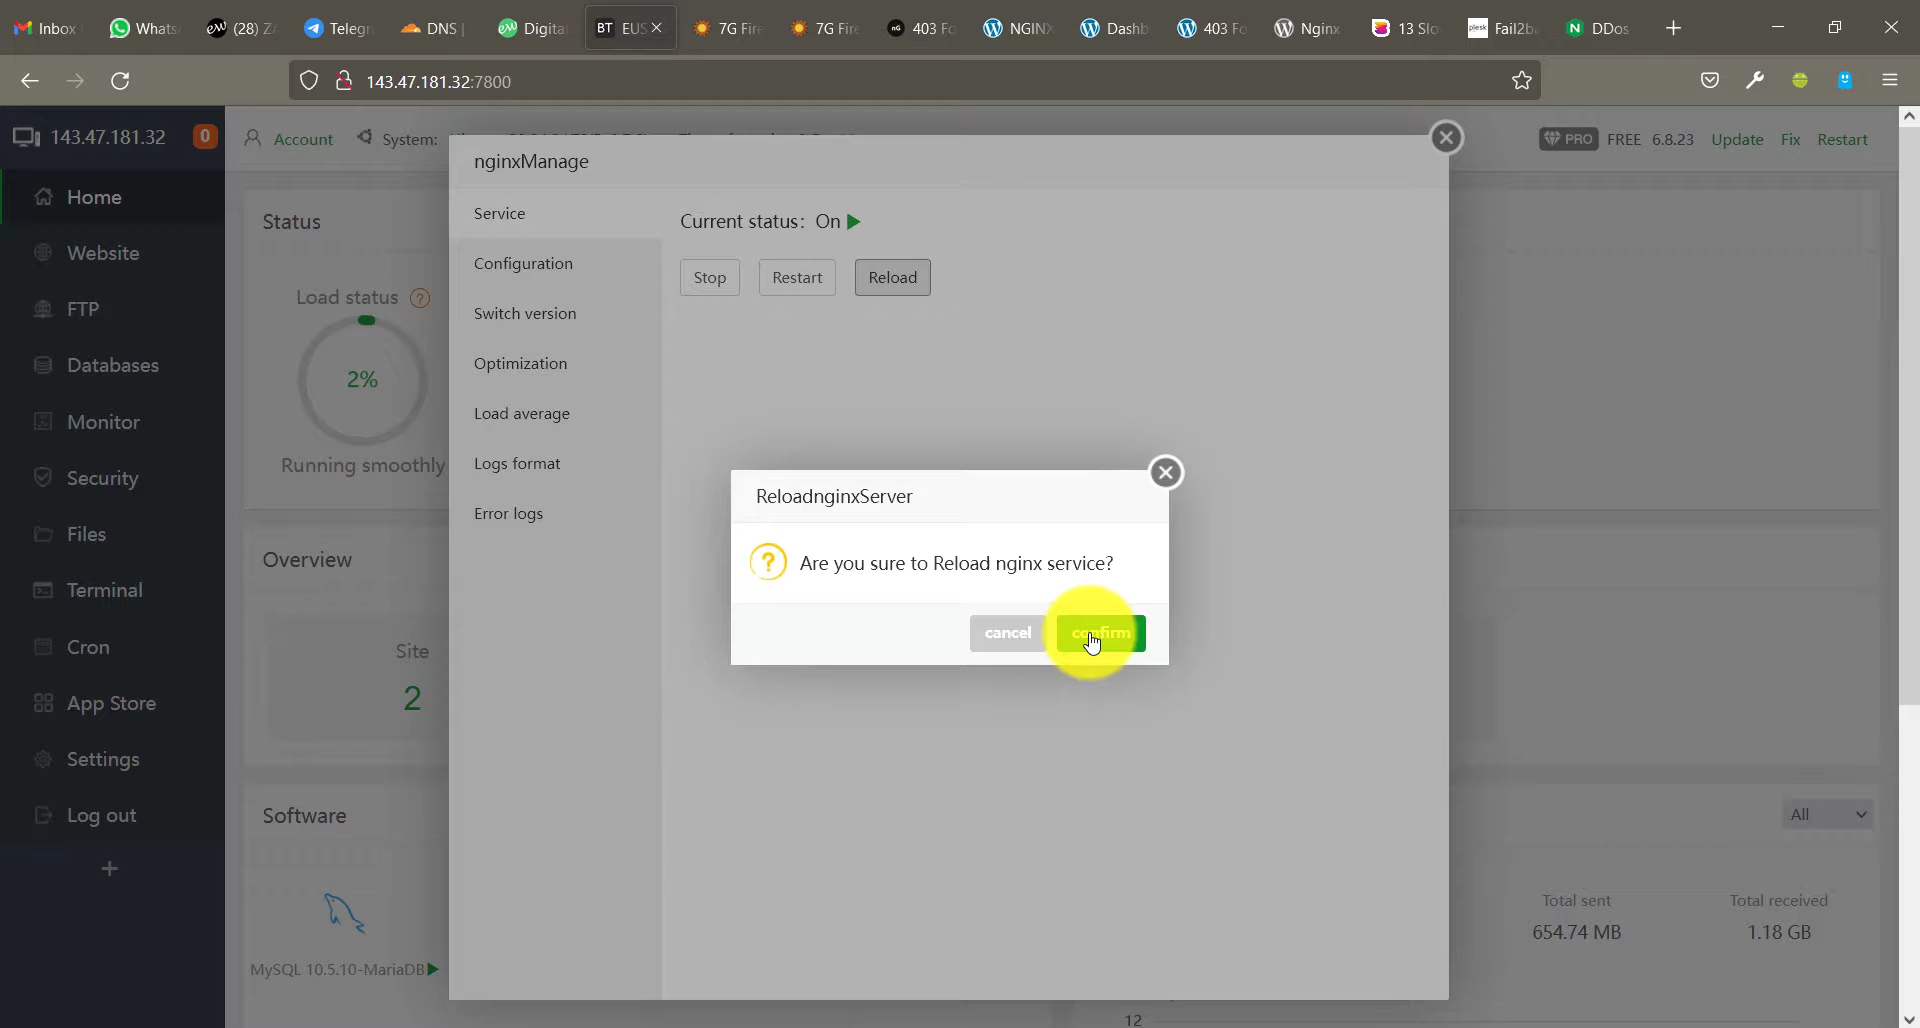 Inbox
Whats
(28) Z
Telegr
DNS |
Digita
BT EUS
7G Fire
7G Fire
403 Fo
NGINX
Dashb
403 Fo
Nginx
13 Slo
plesk Fail2b
DDos
143.47.181.32:7800
143.47.181.32 0
Account
System:
PRO FREE 6.8.23 Update Fix Restart
Home
Website
FTP
Databases
Monitor
Security
Files
Terminal
Cron
App Store
Settings
Log out
Status
Load status ?
2%
Running smoothly
Overview
Site
2
Software
MySQL 10.5.10-MariaDB
nginxManage
Service
Configuration
Switch version
Optimization
Load average
Logs format
Error logs
Current status: On
Stop Restart Reload
ReloadnginxServer
? Are you sure to Reload nginx service?
cancel confirm
All
Total sent Total received
654.74 MB 1.18 GB
12